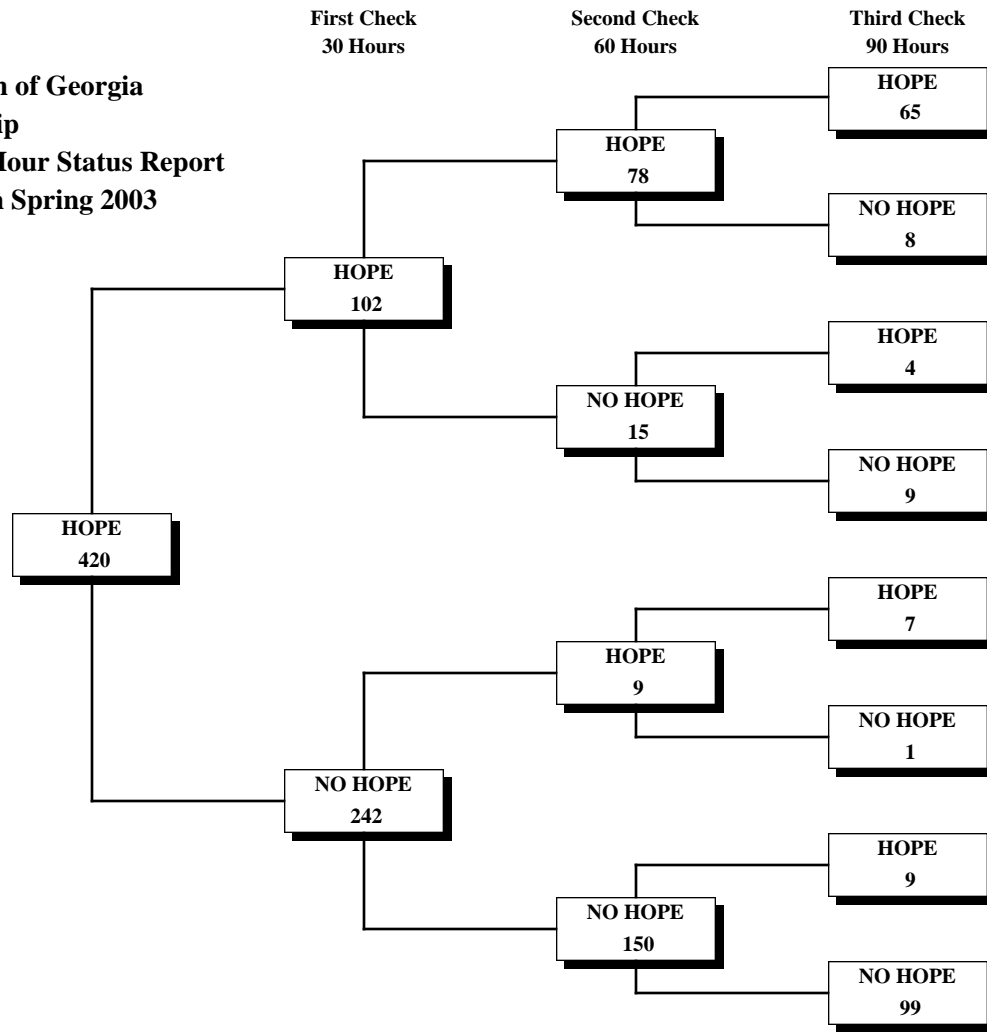 First Check
30 Hours
Second Check
60 Hours
Third Check
90 Hours
of Georgia
Hour Status Report
Spring 2003
HOPE
65
HOPE
78
NO HOPE
8
HOPE
102
HOPE
4
NO HOPE
15
NO HOPE
9
HOPE
420
HOPE
7
HOPE
9
NO HOPE
1
NO HOPE
242
HOPE
9
NO HOPE
150
NO HOPE
99